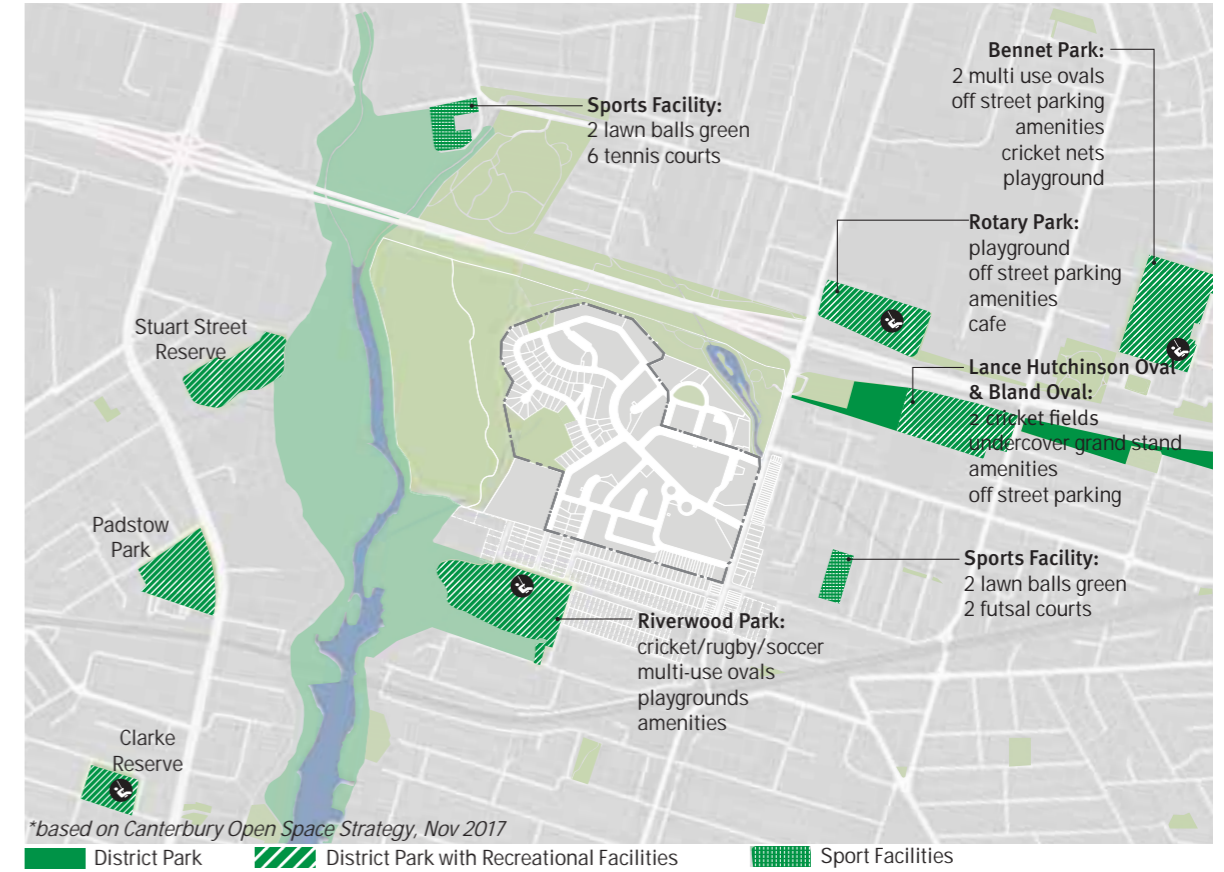 Sports Facility:
2 lawn balls green
6 tennis courts
Bennet Park:
2 multi use ovals
off street parking
amenities
cricket nets
playground
Rotary Park:
playground
off street parking
amenities
cafe
Stuart Street
Reserve
Lance Hutchinson Oval
& Bland Oval:
2 cricket fields
undercover grand stand
amenities
off street parking
Padstow
Park
Sports Facility:
2 lawn balls green
2 futsal courts
Riverwood Park:
cricket/rugby/soccer
multi-use ovals
playgrounds
amenities
Clarke
Reserve
*based on Canterbury Open Space Strategy, Nov 2017
District Park
District Park with Recreational Facilities
Sport Facilities